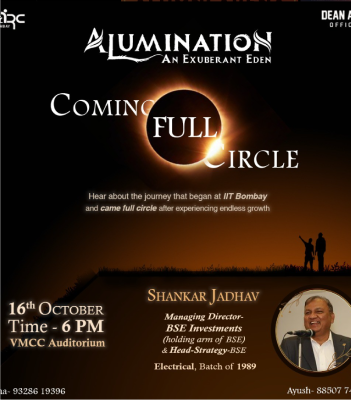 DEAN A
OFFIC
ALUMINATION
AN EXUBERANT EDEN
COMING
FULL
CIRCLE
Hear about the journey that began at IIT Bombay
and came full circle after experiencing endless growth
16th OCTOBER
Time - 6 PM
VMCC Auditorium
SHANKAR JADHAV
Managing Director-
BSE Investments
(holding arm of BSE)
& Head-Strategy-BSE
Electrical, Batch of 1989
na- 93286 19396
Ayush- 88507 74